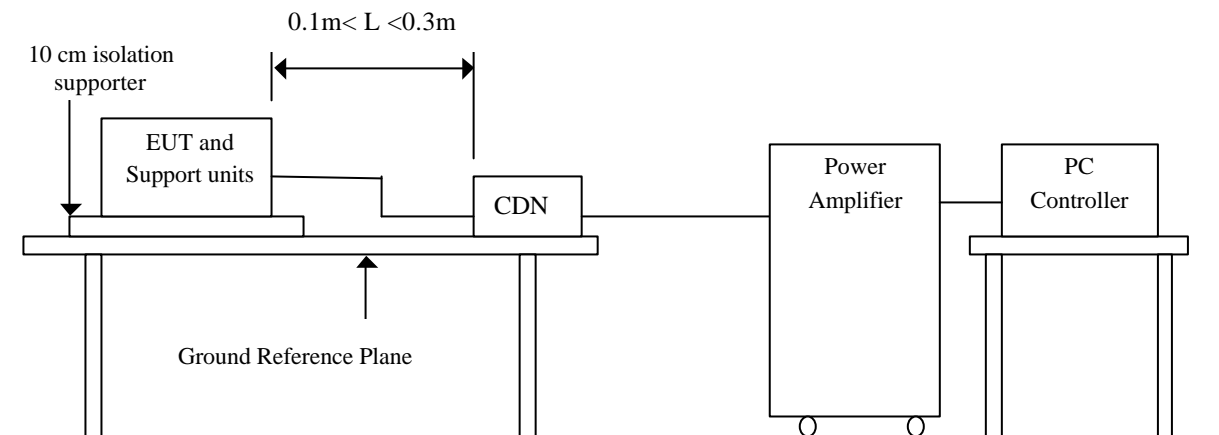 0.1m< L <0.3m
10 cm isolation
supporter
EUT and
Support units
CDN
Power
Amplifier
PC
Controller
Ground Reference Plane